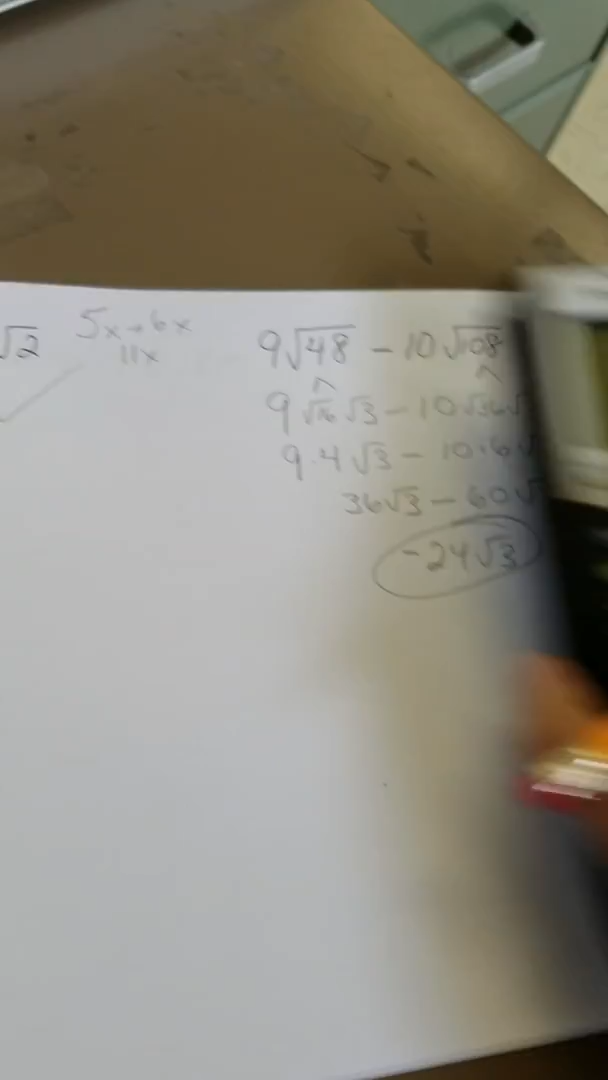 √2
5x+6x
11x
9√48 - 10√108
9√16√3 - 10√36√
9·4√3 - 10·6√
36√3 - 60√
-24√3